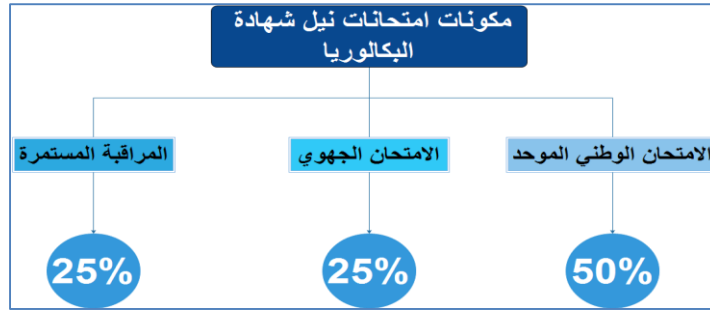 مكونات امتحانات نيل شهادة
البكالوريا
الامتحان الوطني الموحد
الامتحان الجهوي
المراقبة المستمرة
50%
25%
25%